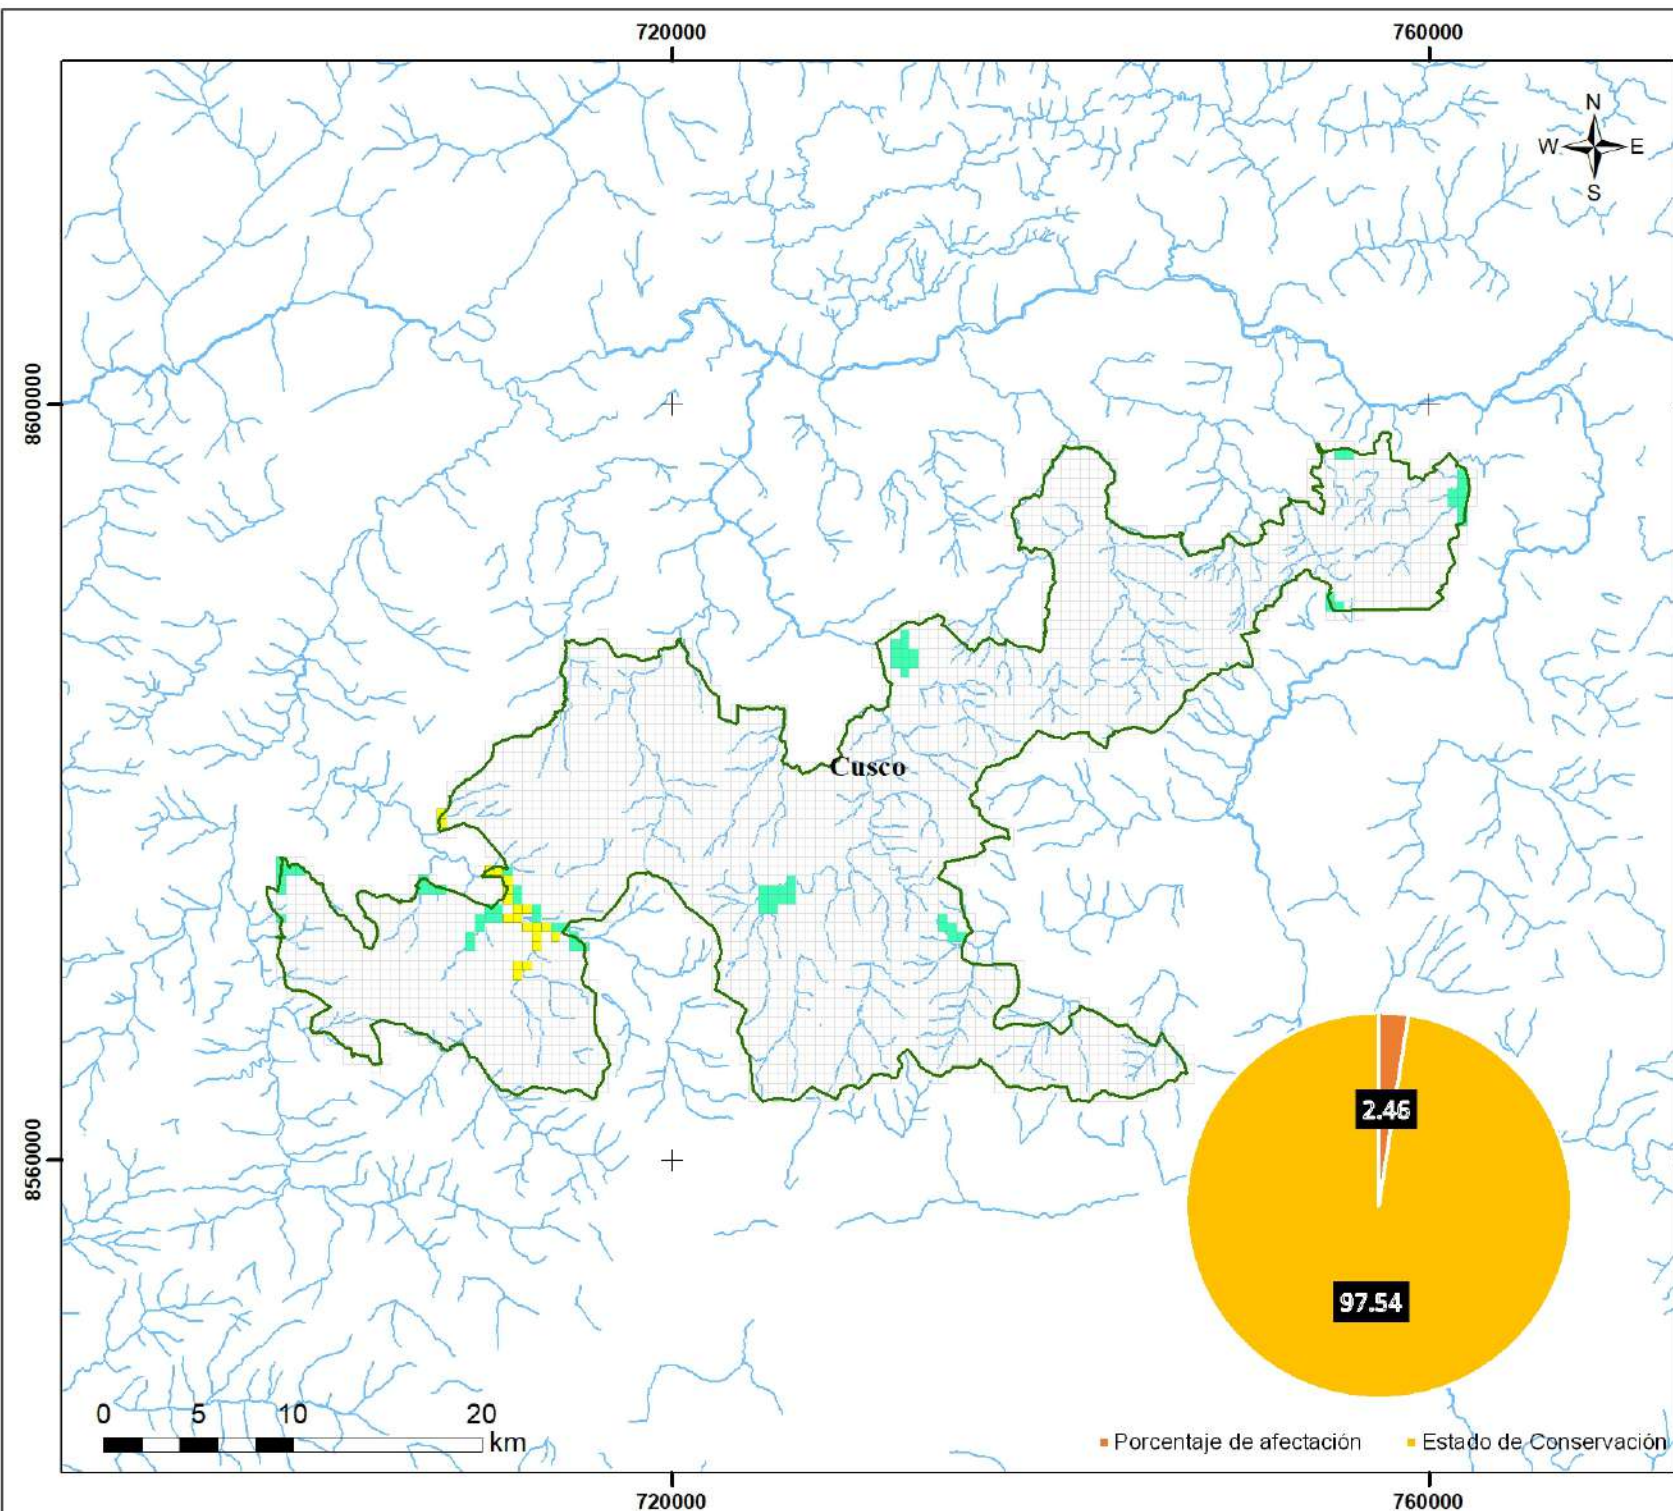 720000 760000
N
W E
S
8600000
Cusco
8560000
2.46
97.54
0 5 10 20
km
Porcentaje de afectación Estado de Conservación
720000 760000